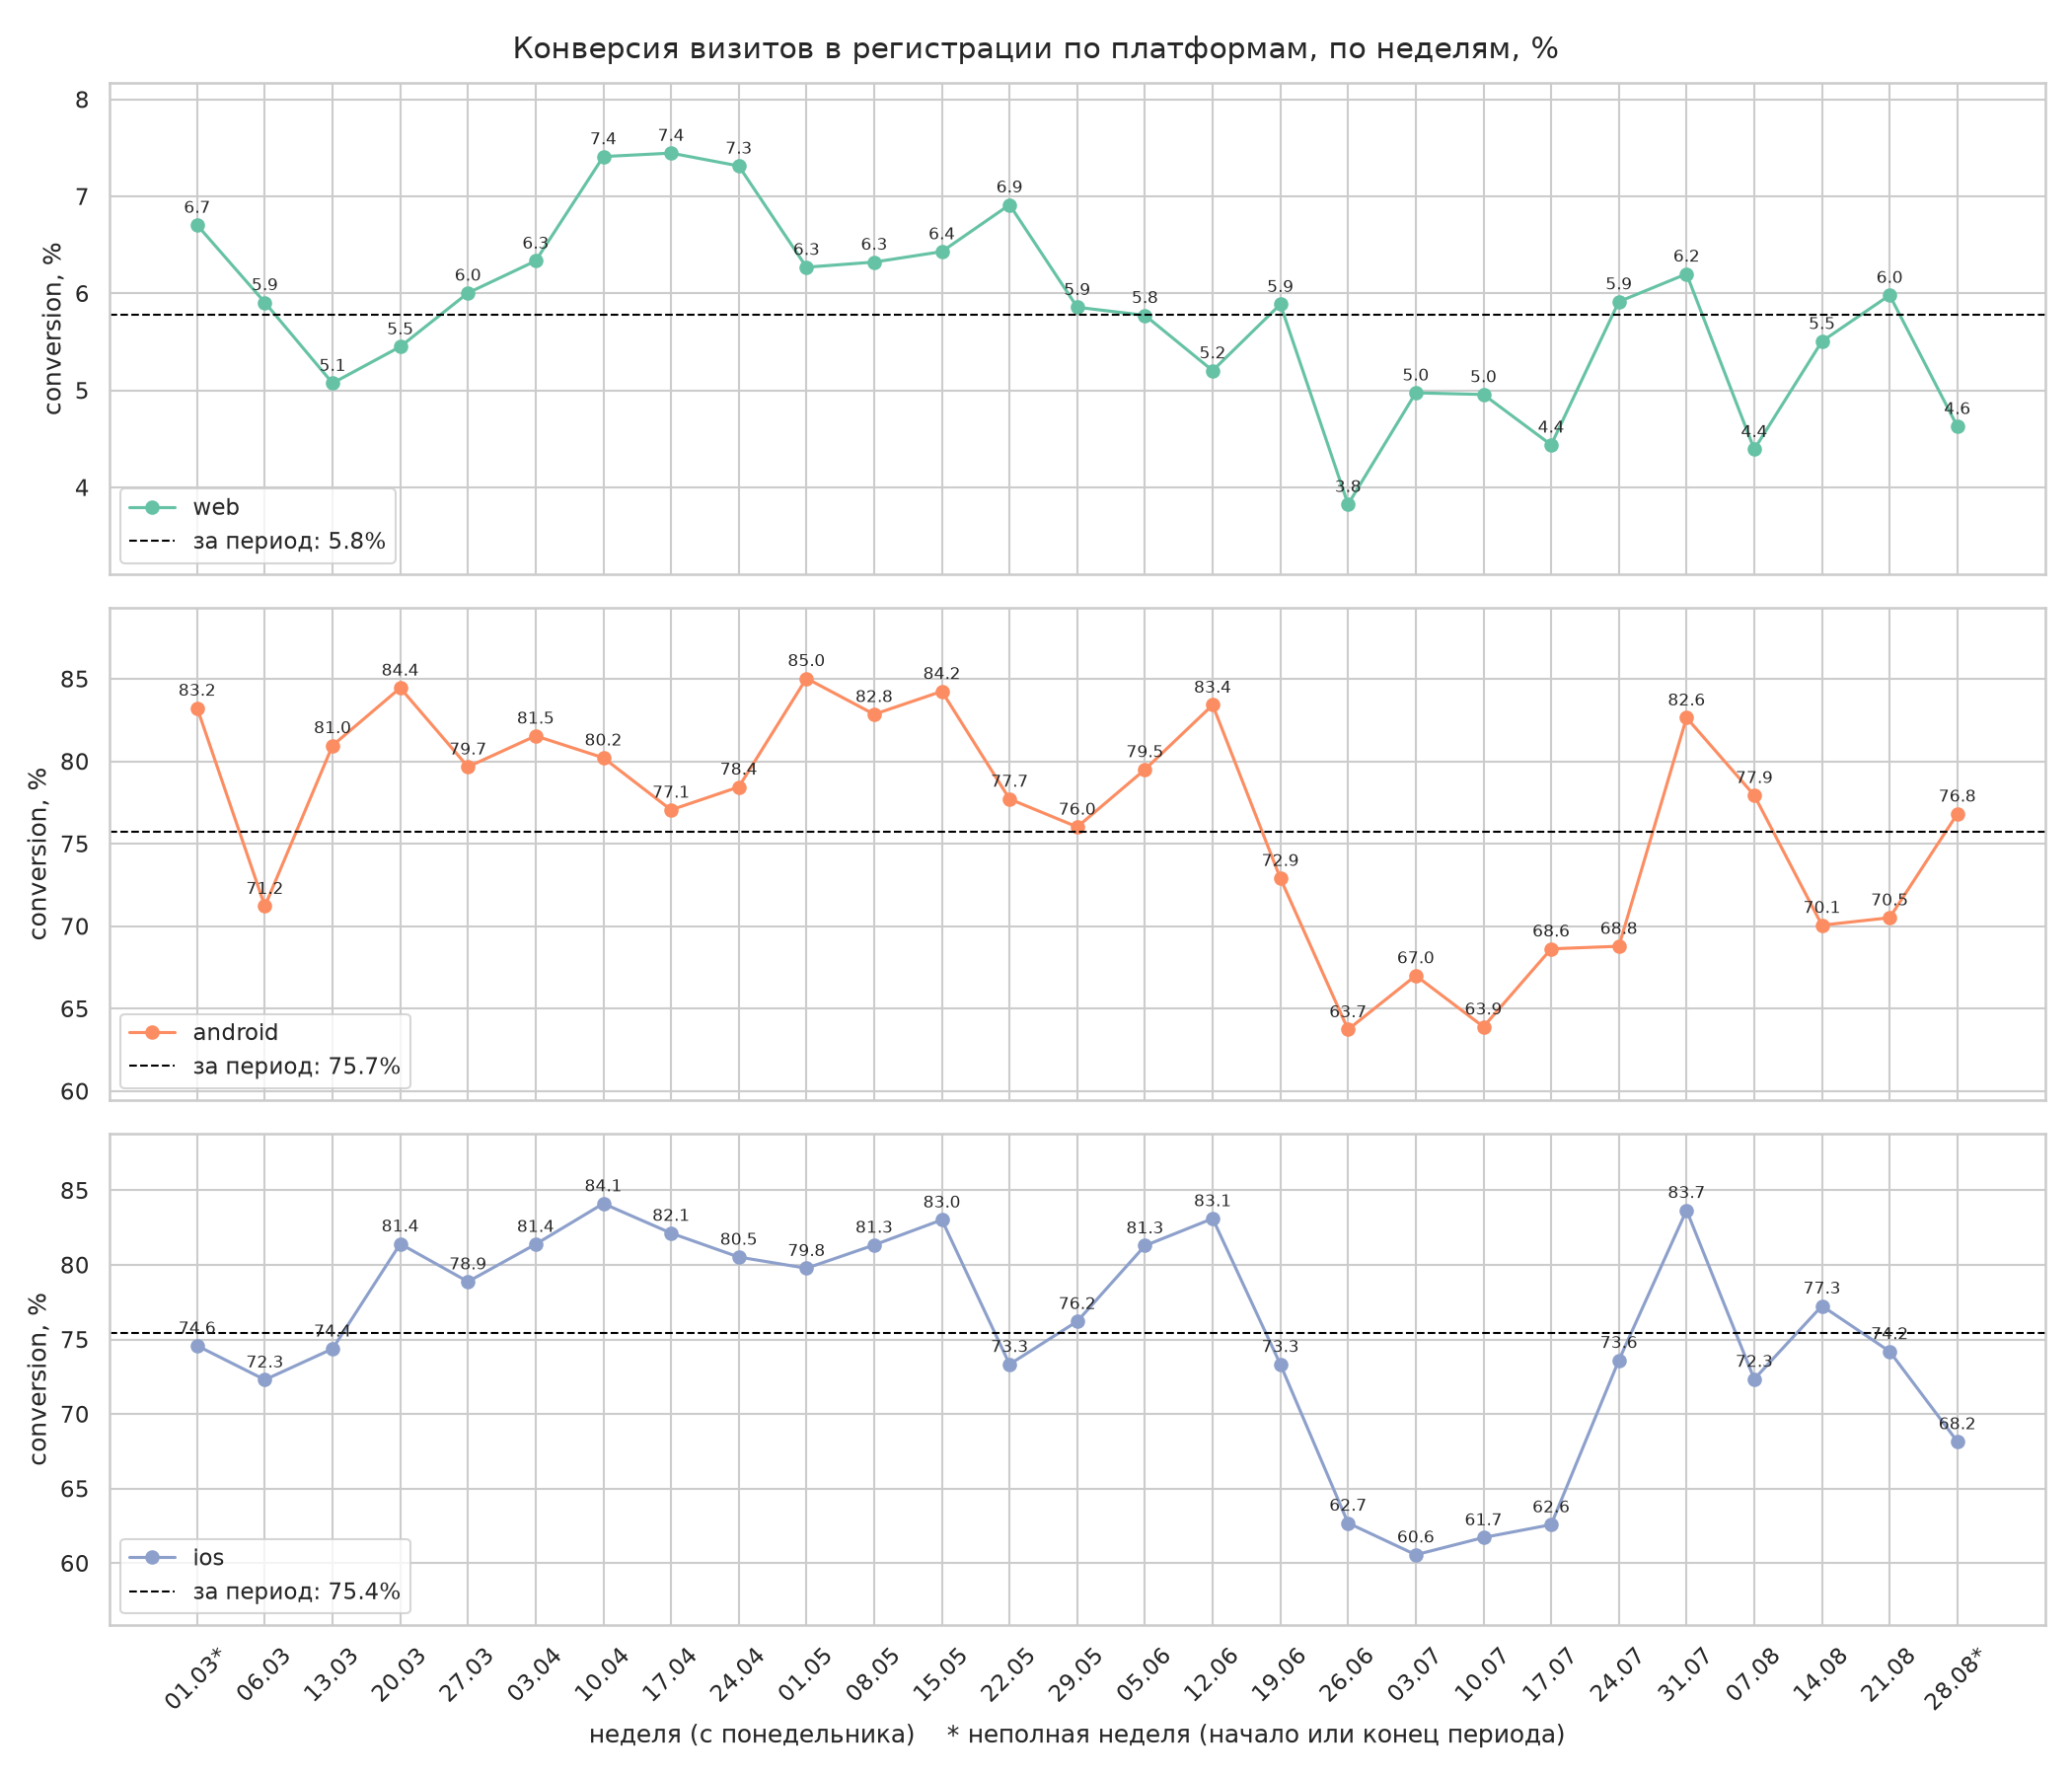 Конверсия визитов в регистрации по платформам, по неделям, %
conversion, %
8
7
6
5
4
6.7 5.9 5.1 5.5 6.0 6.3 7.4 7.4 7.3 6.3 6.3 6.4 6.9 5.9 5.8 5.2 5.9 3.8 5.0 5.0 4.4 5.9 6.2 4.4 5.5 6.0 4.6
web
за период: 5.8%
conversion, %
85
80
75
70
65
60
83.2 71.2 81.0 84.4 79.7 81.5 80.2 77.1 78.4 85.0 82.8 84.2 77.7 76.0 79.5 83.4 72.9 63.7 67.0 63.9 68.6 68.8 82.6 77.9 70.1 70.5 76.8
android
за период: 75.7%
conversion, %
85
80
75
70
65
60
74.6 72.3 74.4 81.4 78.9 81.4 84.1 82.1 80.5 79.8 81.3 83.0 73.3 76.2 81.3 83.1 73.3 62.7 60.6 61.7 62.6 73.6 83.7 72.3 77.3 74.2 68.2
ios
за период: 75.4%
01.03* 06.03 13.03 20.03 27.03 03.04 10.04 17.04 24.04 01.05 08.05 15.05 22.05 29.05 05.06 12.06 19.06 26.06 03.07 10.07 17.07 24.07 31.07 07.08 14.08 21.08 28.08*
неделя (с понедельника) * неполная неделя (начало или конец периода)